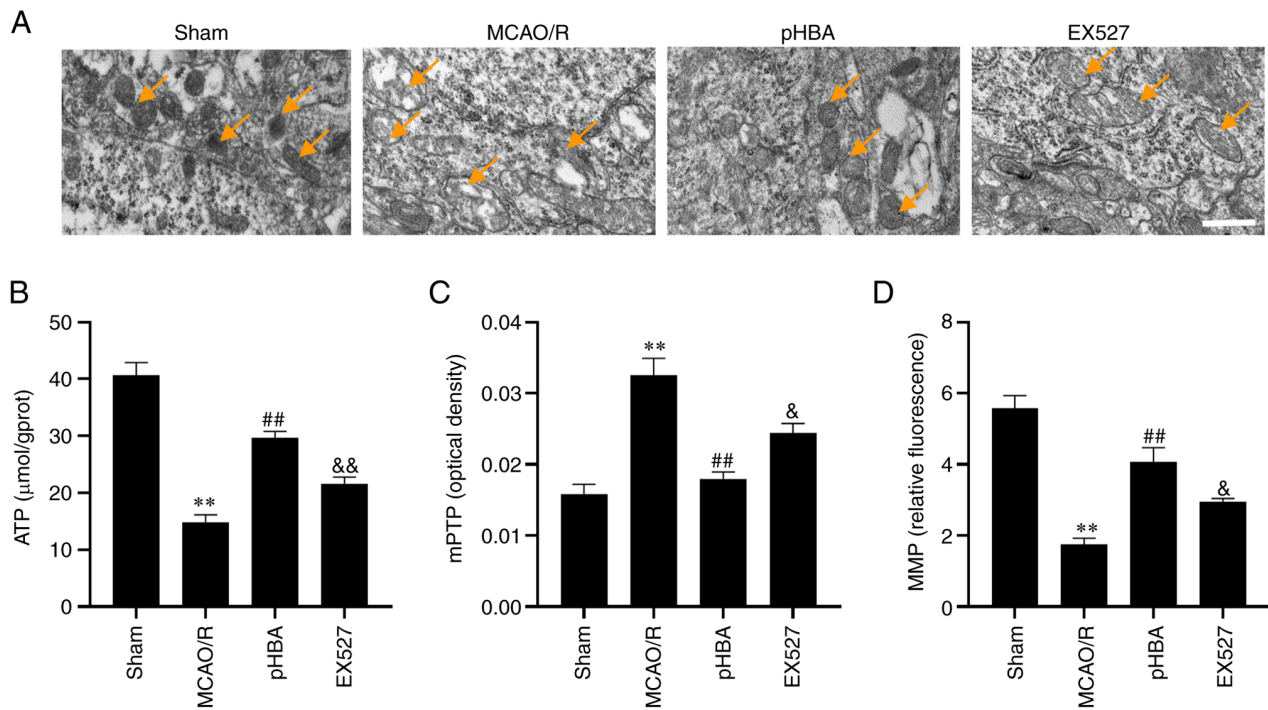 A
Sham
MCAO/R
pHBA
EX527
B
ATP (μmol/gprot)
50
40
30
20
10
0
**
##
&&
Sham
MCAO/R
pHBA
EX527
C
mPTP (optical density)
0.04
0.03
0.02
0.01
0.00
**
##
&
Sham
MCAO/R
pHBA
EX527
D
MMP (relative fluorescence)
8
6
4
2
0
**
##
&
Sham
MCAO/R
pHBA
EX527